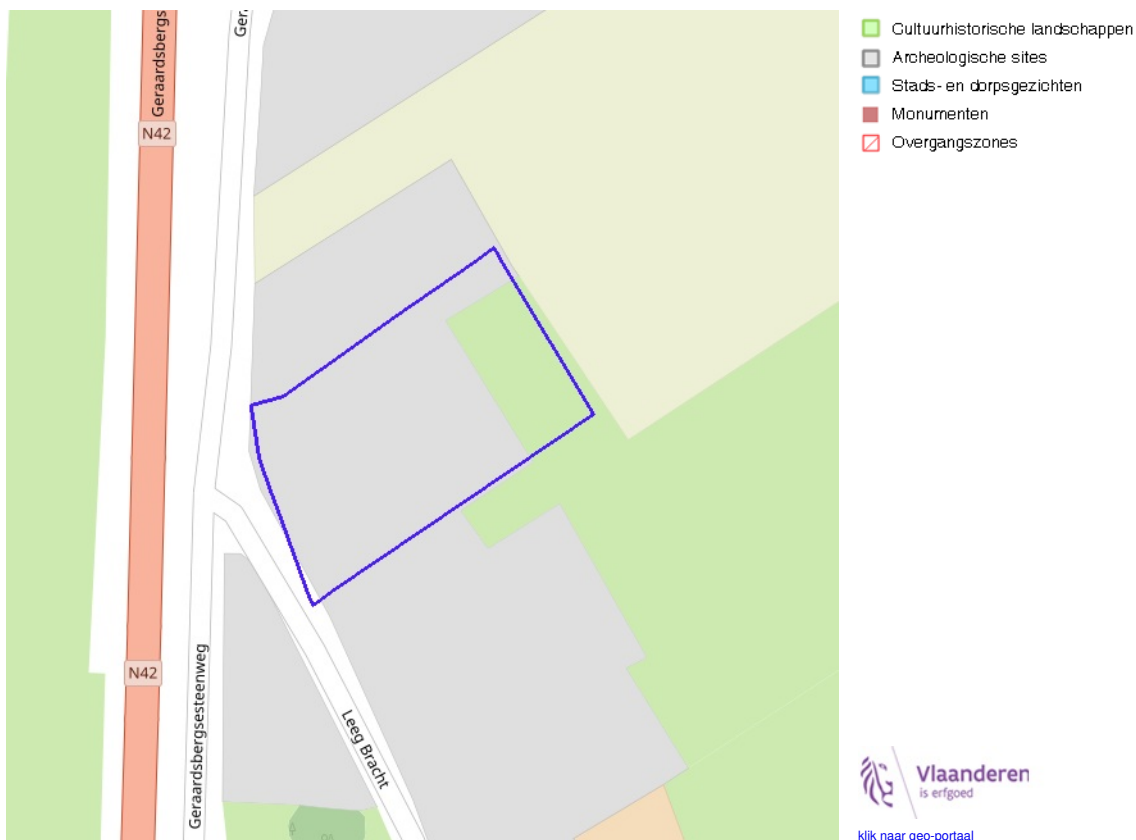 Geraardsbergs
Ger
N42
N42
Geraardsbergsesteenweg
Leeg Bracht
Cultuurhistorische landschappen
Archeologische sites
Stads- en dorpsgezichten
Monumenten
Overgangszones
Vlaanderen
is erfgoed
klik naar geo-portaal